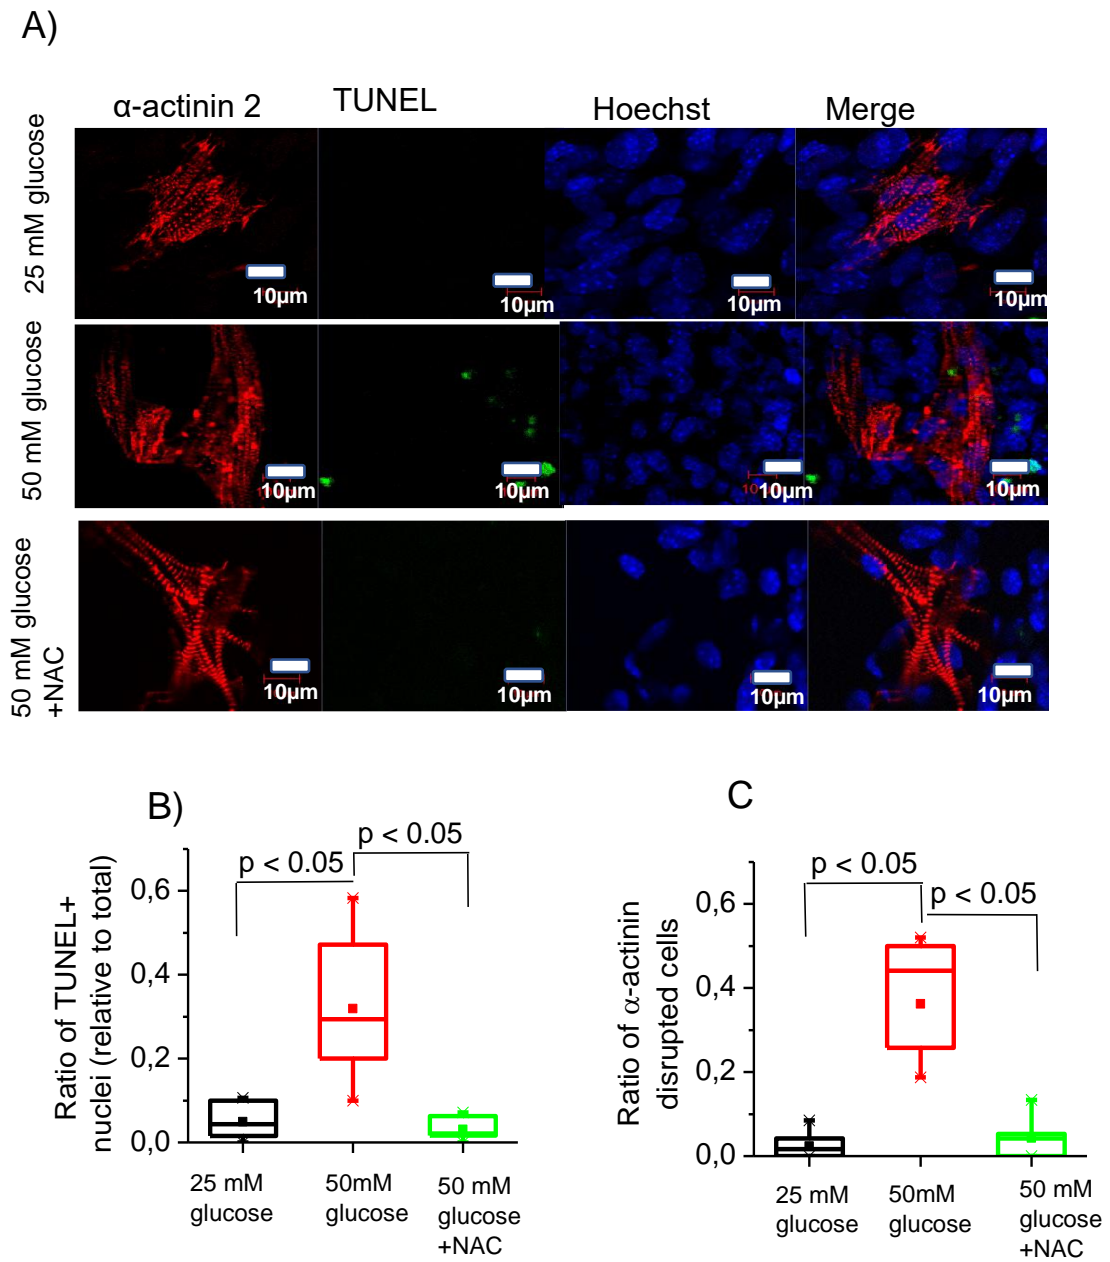 A)
α-actinin 2
TUNEL
Hoechst
Merge
25 mM glucose
10µm
10µm
10µm
10µm
50 mM glucose
10µm
10µm
10µm
10µm
50 mM glucose
+NAC
10µm
10µm
10µm
10µm
B)
p < 0.05
p < 0.05
Ratio of TUNEL+
nuclei (relative to total)
0,6
0,4
0,2
0,0
25 mM
glucose
50mM
glucose
50 mM
glucose
+NAC
C
p < 0.05
p < 0.05
Ratio of α-actinin
disrupted cells
0,6
0,4
0,2
0,0
25 mM
glucose
50mM
glucose
50 mM
glucose
+NAC